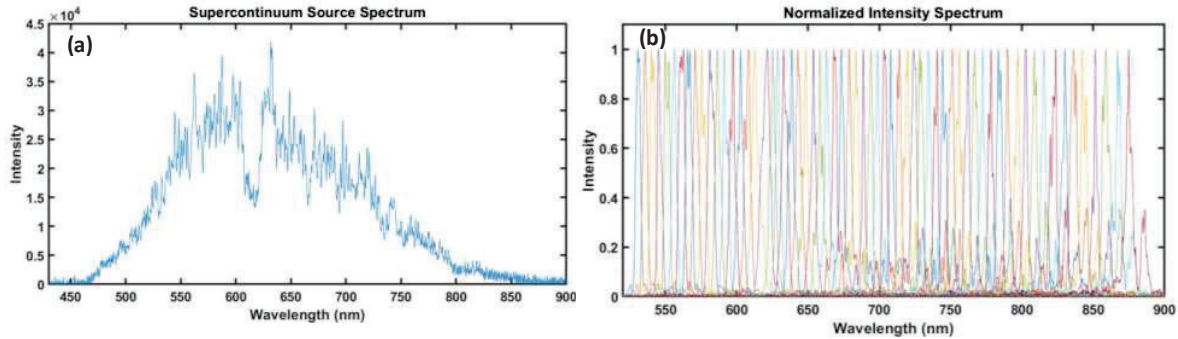 Supercontinuum Source Spectrum
×10⁴
(a)
4.5
4
3.5
3
2.5
2
1.5
1
0.5
0
Intensity
450 500 550 600 650 700 750 800 850 900
Wavelength (nm)
Normalized Intensity Spectrum
(b)
1
0.8
0.6
0.4
0.2
0
Intensity
550 600 650 700 750 800 850 900
Wavelength (nm)